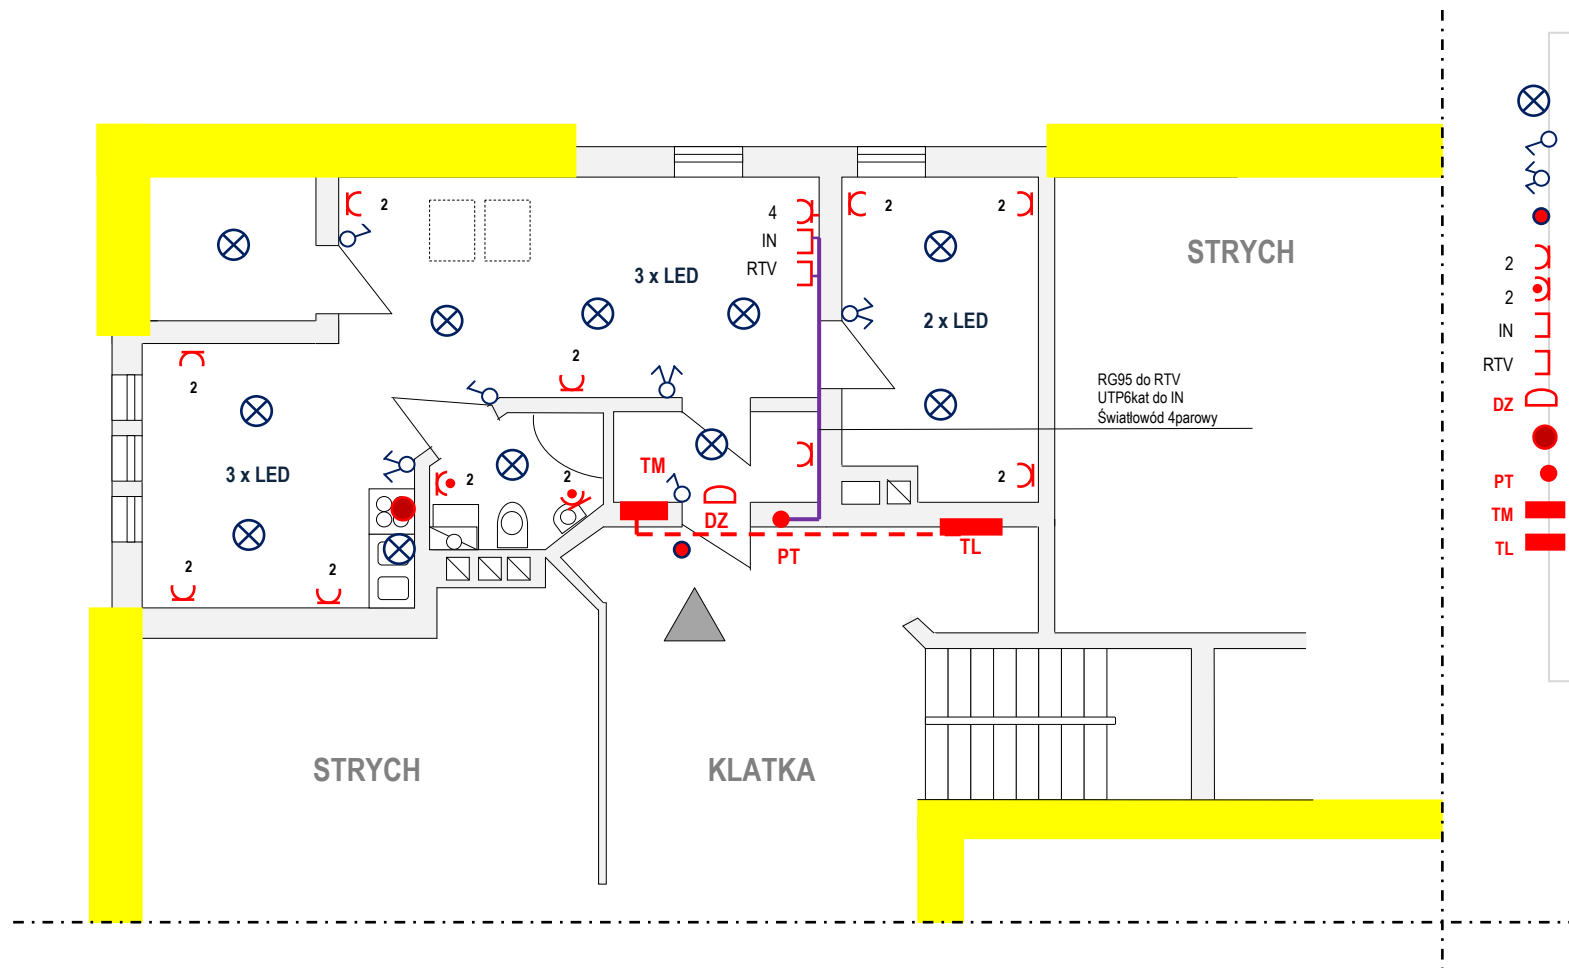 2
4
IN
RTV
2
2
STRYCH
3 x LED
2 x LED
2
2
RG95 do RTV
UTP6kat do IN
Światłowód 4parowy
3 x LED
TM
2
2
2
DZ
PT
TL
2
2
STRYCH
KLATKA
2
2
IN
RTV
DZ
PT
TM
TL